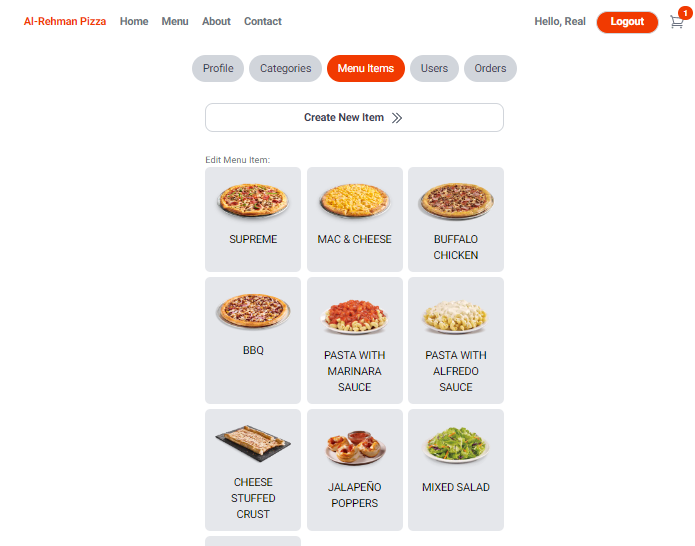 Al-Rehman Pizza Home Menu About Contact Hello, Real Logout 1
Profile Categories Menu Items Users Orders
Create New Item
Edit Menu Item:
SUPREME
MAC & CHEESE
BUFFALO
CHICKEN
BBQ
PASTA WITH
MARINARA
SAUCE
PASTA WITH
ALFREDO
SAUCE
CHEESE
STUFFED
CRUST
JALAPEÑO
POPPERS
MIXED SALAD